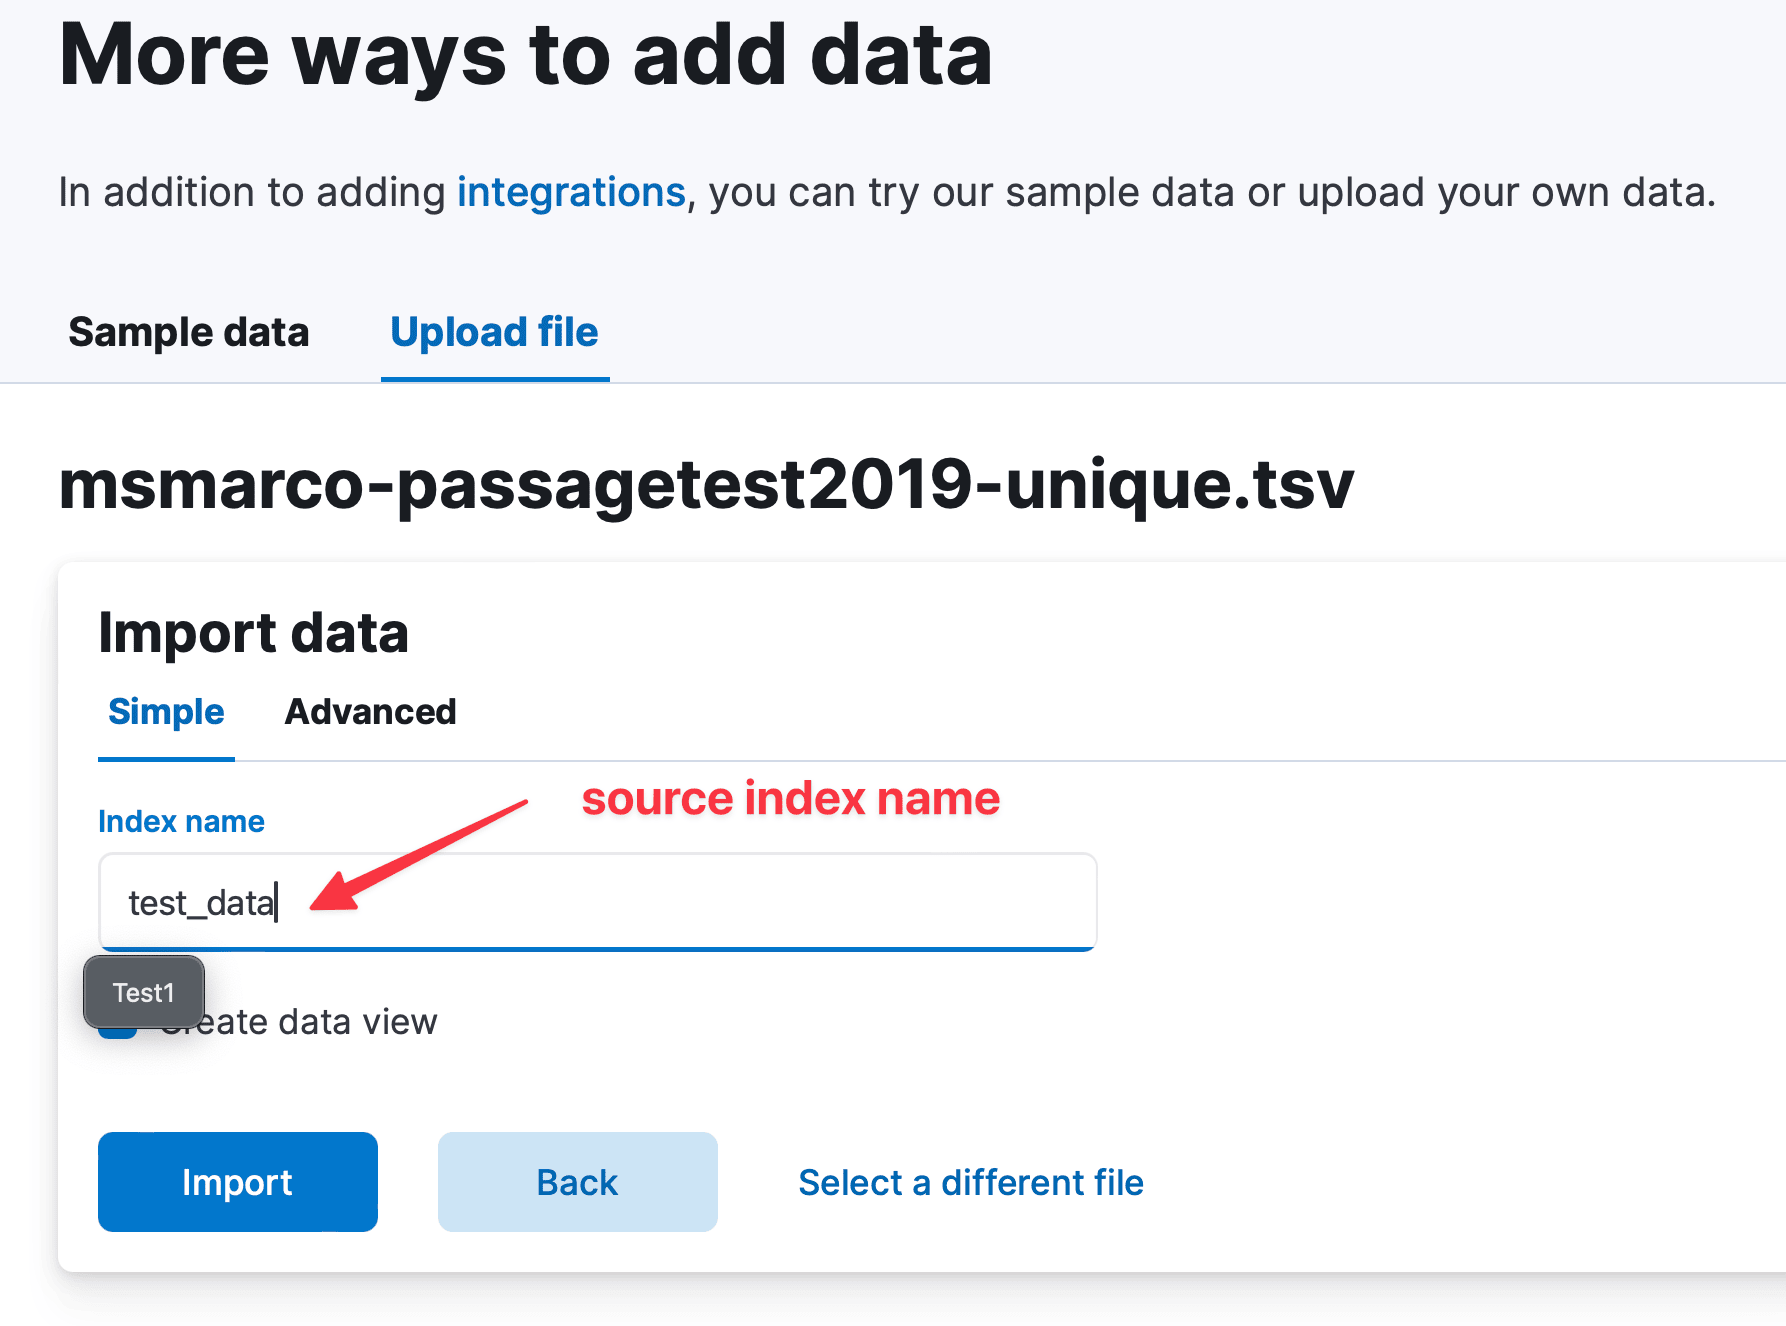 More ways to add data
In addition to adding integrations, you can try our sample data or upload your own data.
Sample data
Upload file
msmarco-passagetest2019-unique.tsv
Import data
Simple
Advanced
source index name
Index name
test_data
Test1
Create data view
Import
Back
Select a different file